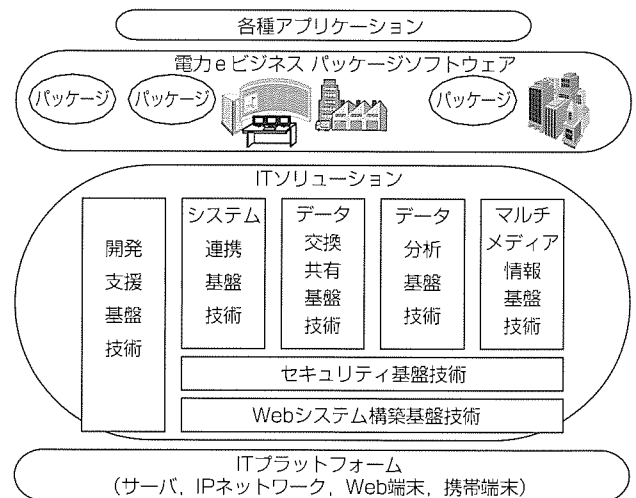 各種アプリケーション
電力eビジネス パッケージソフトウェア
パッケージ
パッケージ
パッケージ
ITソリューション
開発
支援
基盤
技術
システム
連携
基盤
技術
データ
交換
共有
基盤
技術
データ
分析
基盤
技術
マルチ
メディア
情報
基盤
技術
セキュリティ基盤技術
Webシステム構築基盤技術
ITプラットフォーム
(サーバ, IPネットワーク, Web端末, 携帯端末)